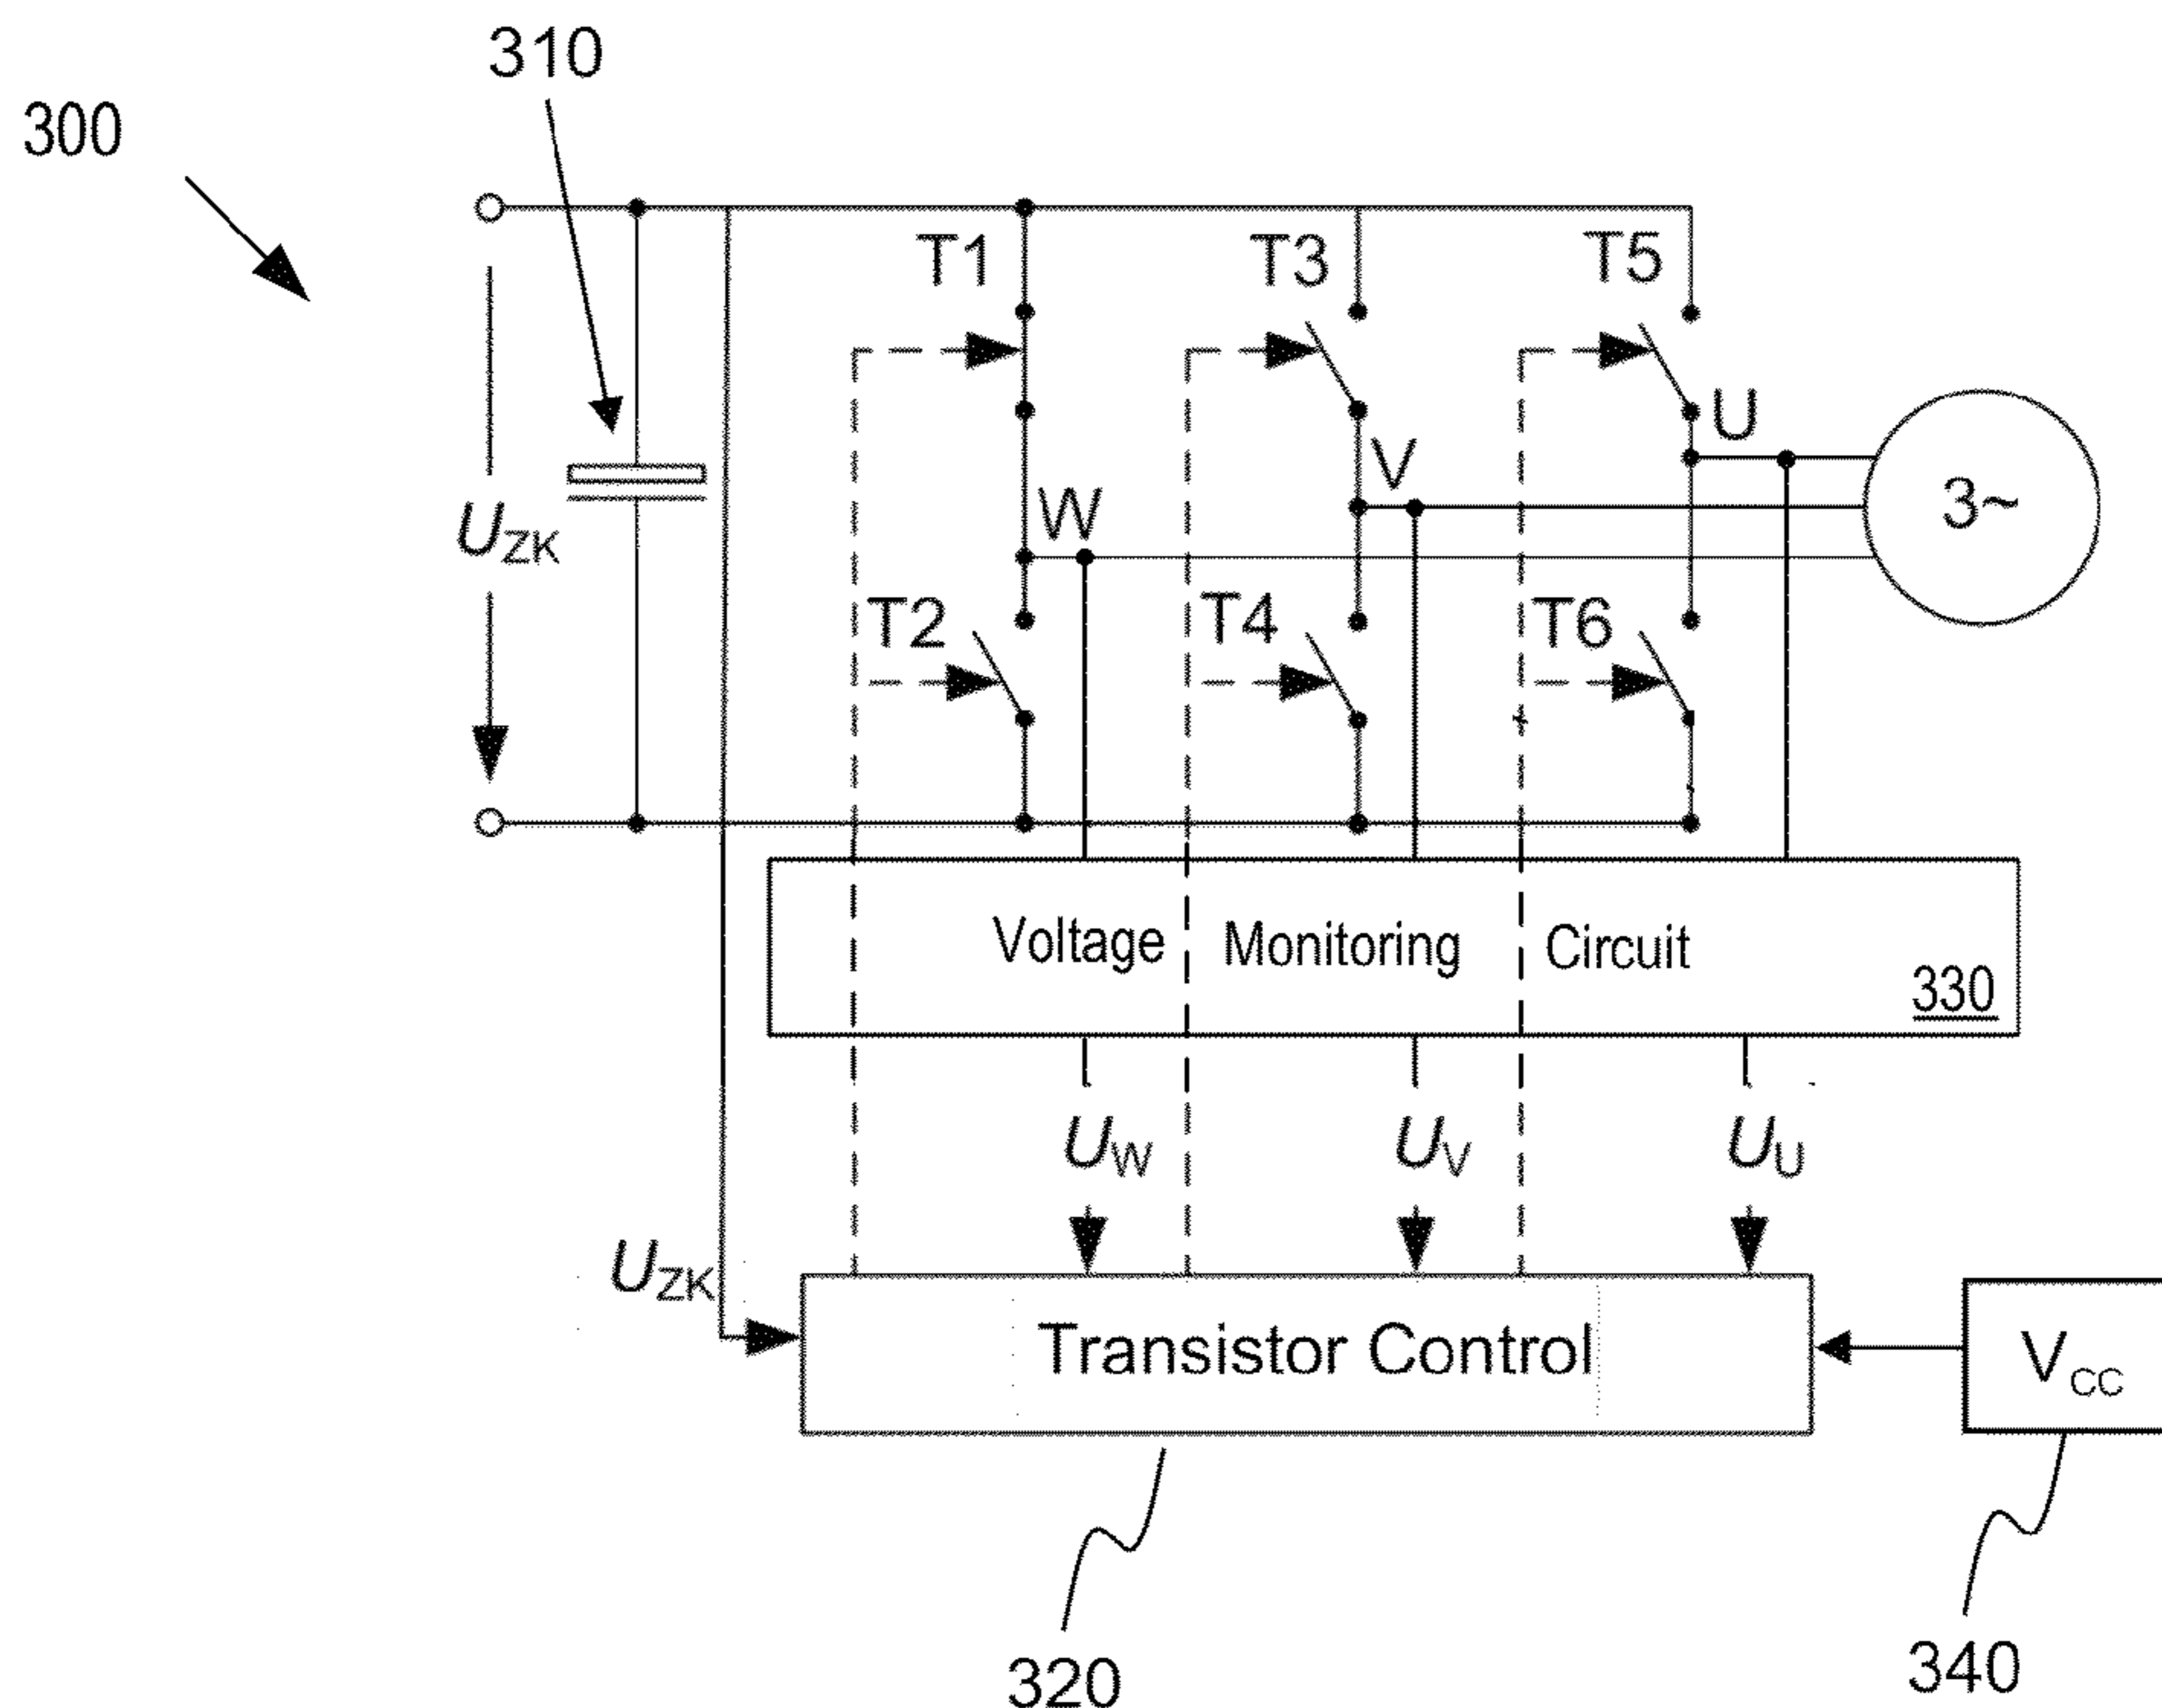 310
300
T1 T3 T5
U
V
3~
W
UZK
T2 T4 T6
Voltage Monitoring Circuit
330
UW UV UU
UZK
Transistor Control
VCC
320
340